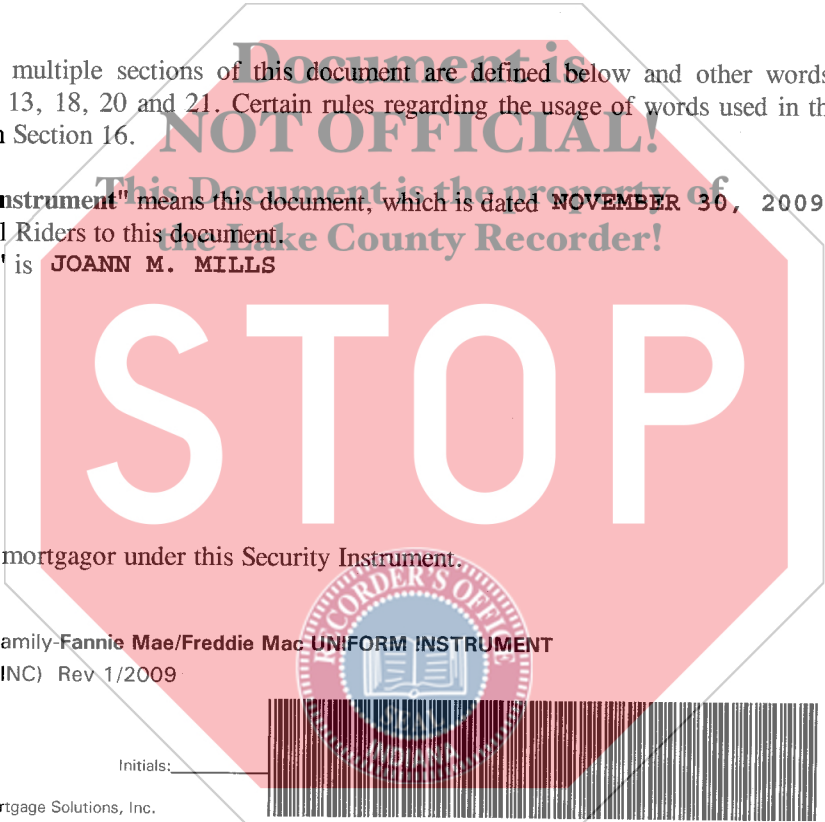 Document is
multiple sections of this document are defined below and other words
13, 18, 20 and 21. Certain rules regarding the usage of words used in th
NOT OFFICIAL!
n Section 16.
This Document is the property of
nstrument" means this document, which is dated NOVEMBER 30, 2009
the Lake County Recorder!
l Riders to this document.
" is JOANN M. MILLS
STOP
mortgagor under this Security Instrument.
RECORDER'S OFFICE
amily-Fannie Mae/Freddie Mac UNIFORM INSTRUMENT
INC) Rev 1/2009
SEAL
INDIANA
Initials:
rtgage Solutions, Inc.